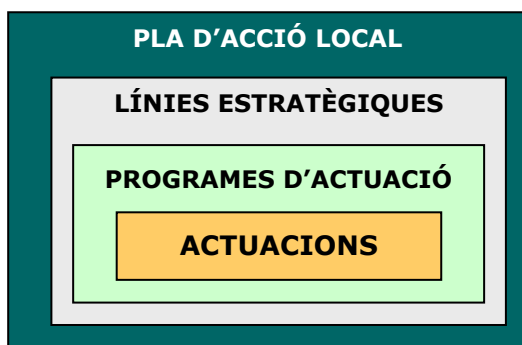 PLA D’ACCIÓ LOCAL
LÍNIES ESTRATÈGIQUES
PROGRAMES D’ACTUACIÓ
ACTUACIONS